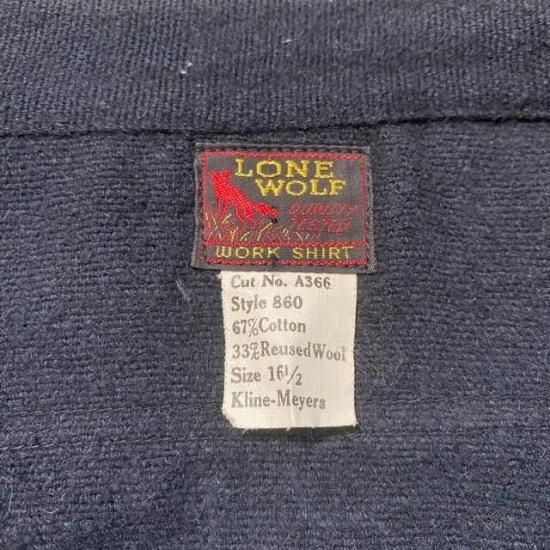 LONE
WOLF
QUALITY
TESTED
WORK SHIRT
Cut No. A366
Style 860
67%Cotton
33%ReusedWool
Size 16½
Kline-Meyers